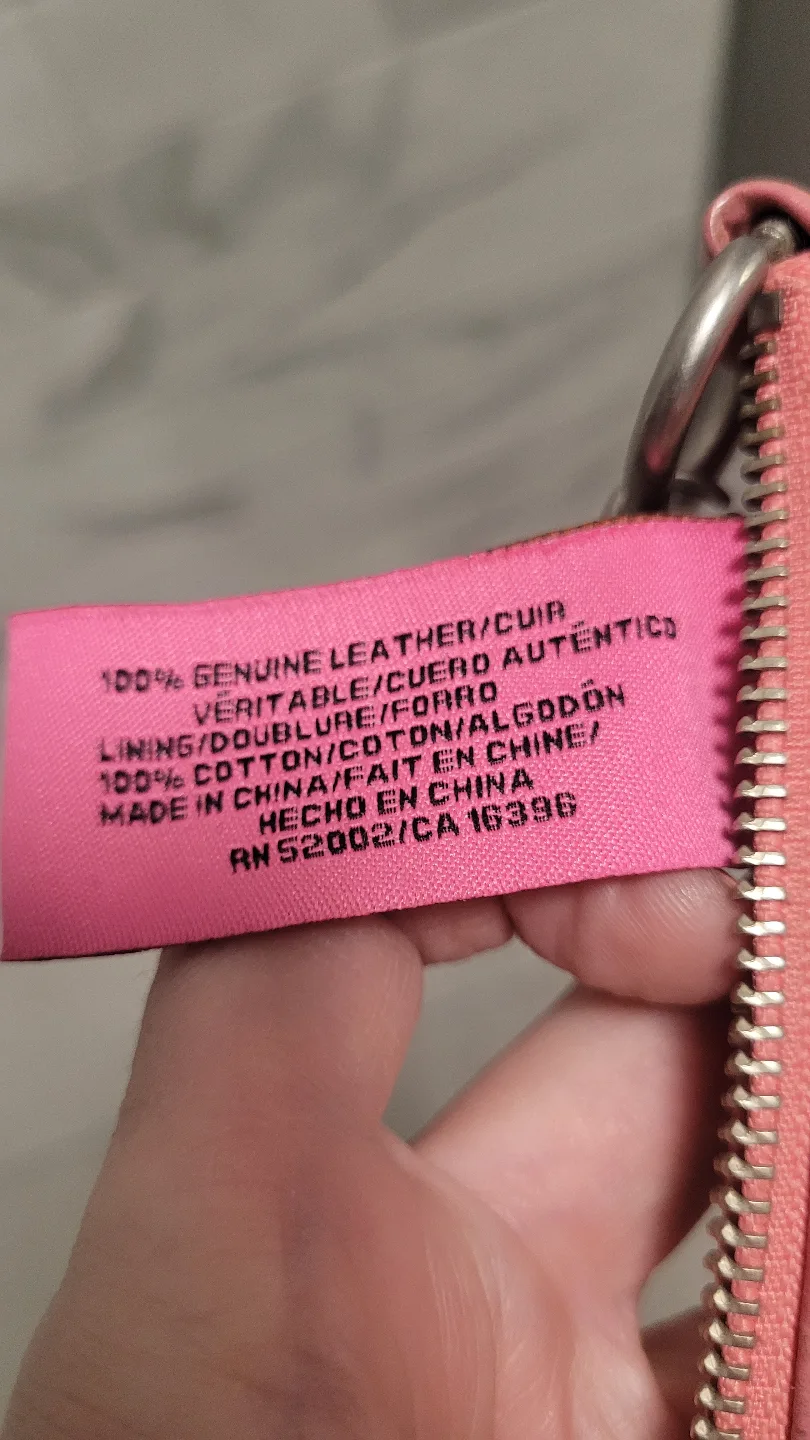 100% GENUINE LEATHER/CUIR
VÉRITABLE/CUERO AUTÉNTICO
LINING/DOUBLURE/FORRO
100% COTTON/COTON/ALGODÓN
MADE IN CHINA/FAIT EN CHINE/
HECHO EN CHINA
RN 52002/CA 16396